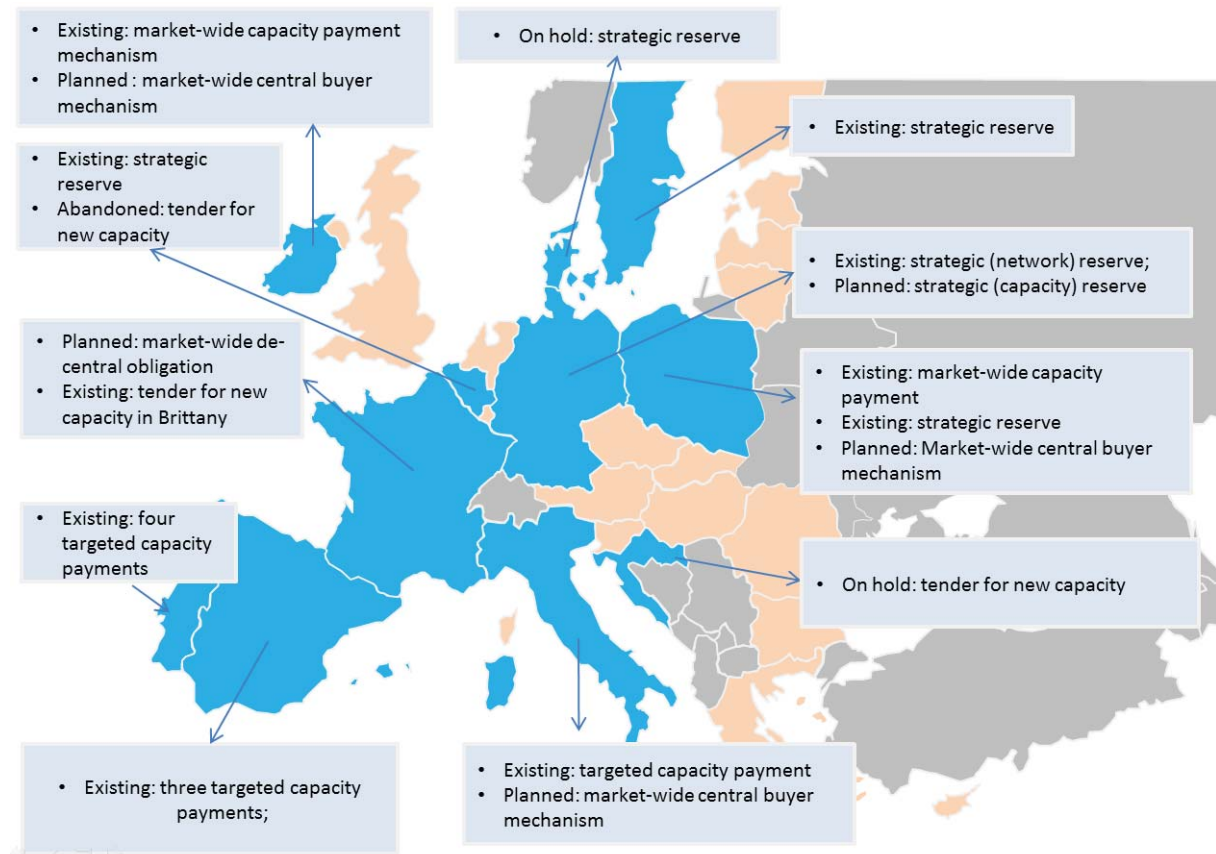 • Existing: market-wide capacity payment
mechanism
• Planned : market-wide central buyer
mechanism
• On hold: strategic reserve
• Existing: strategic reserve
• Existing: strategic
reserve
• Abandoned: tender for
new capacity
• Existing: strategic (network) reserve;
• Planned: strategic (capacity) reserve
• Planned: market-wide de-
central obligation
• Existing: tender for new
capacity in Brittany
• Existing: market-wide capacity
payment
• Existing: strategic reserve
• Planned: Market-wide central buyer
mechanism
• Existing: four
targeted capacity
payments
• On hold: tender for new capacity
• Existing: three targeted capacity
payments;
• Existing: targeted capacity payment
• Planned: market-wide central buyer
mechanism